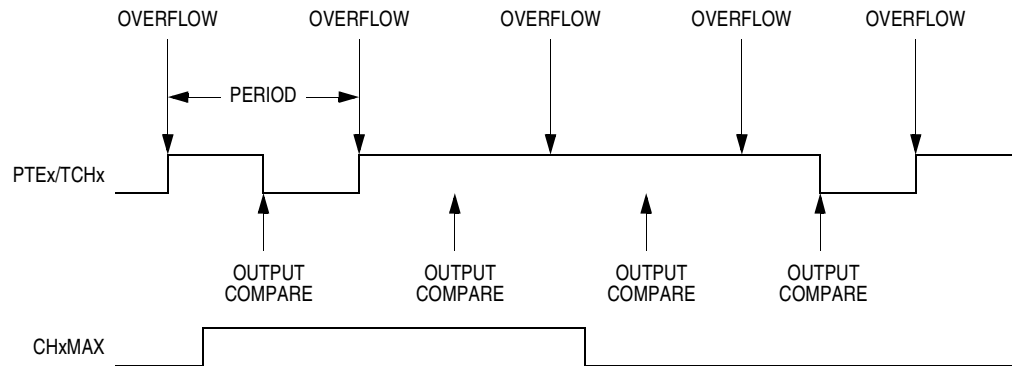 OVERFLOW OVERFLOW OVERFLOW OVERFLOW OVERFLOW
PERIOD
PTEx/TCHx
OUTPUT COMPARE
OUTPUT COMPARE
OUTPUT COMPARE
OUTPUT COMPARE
CHxMAX